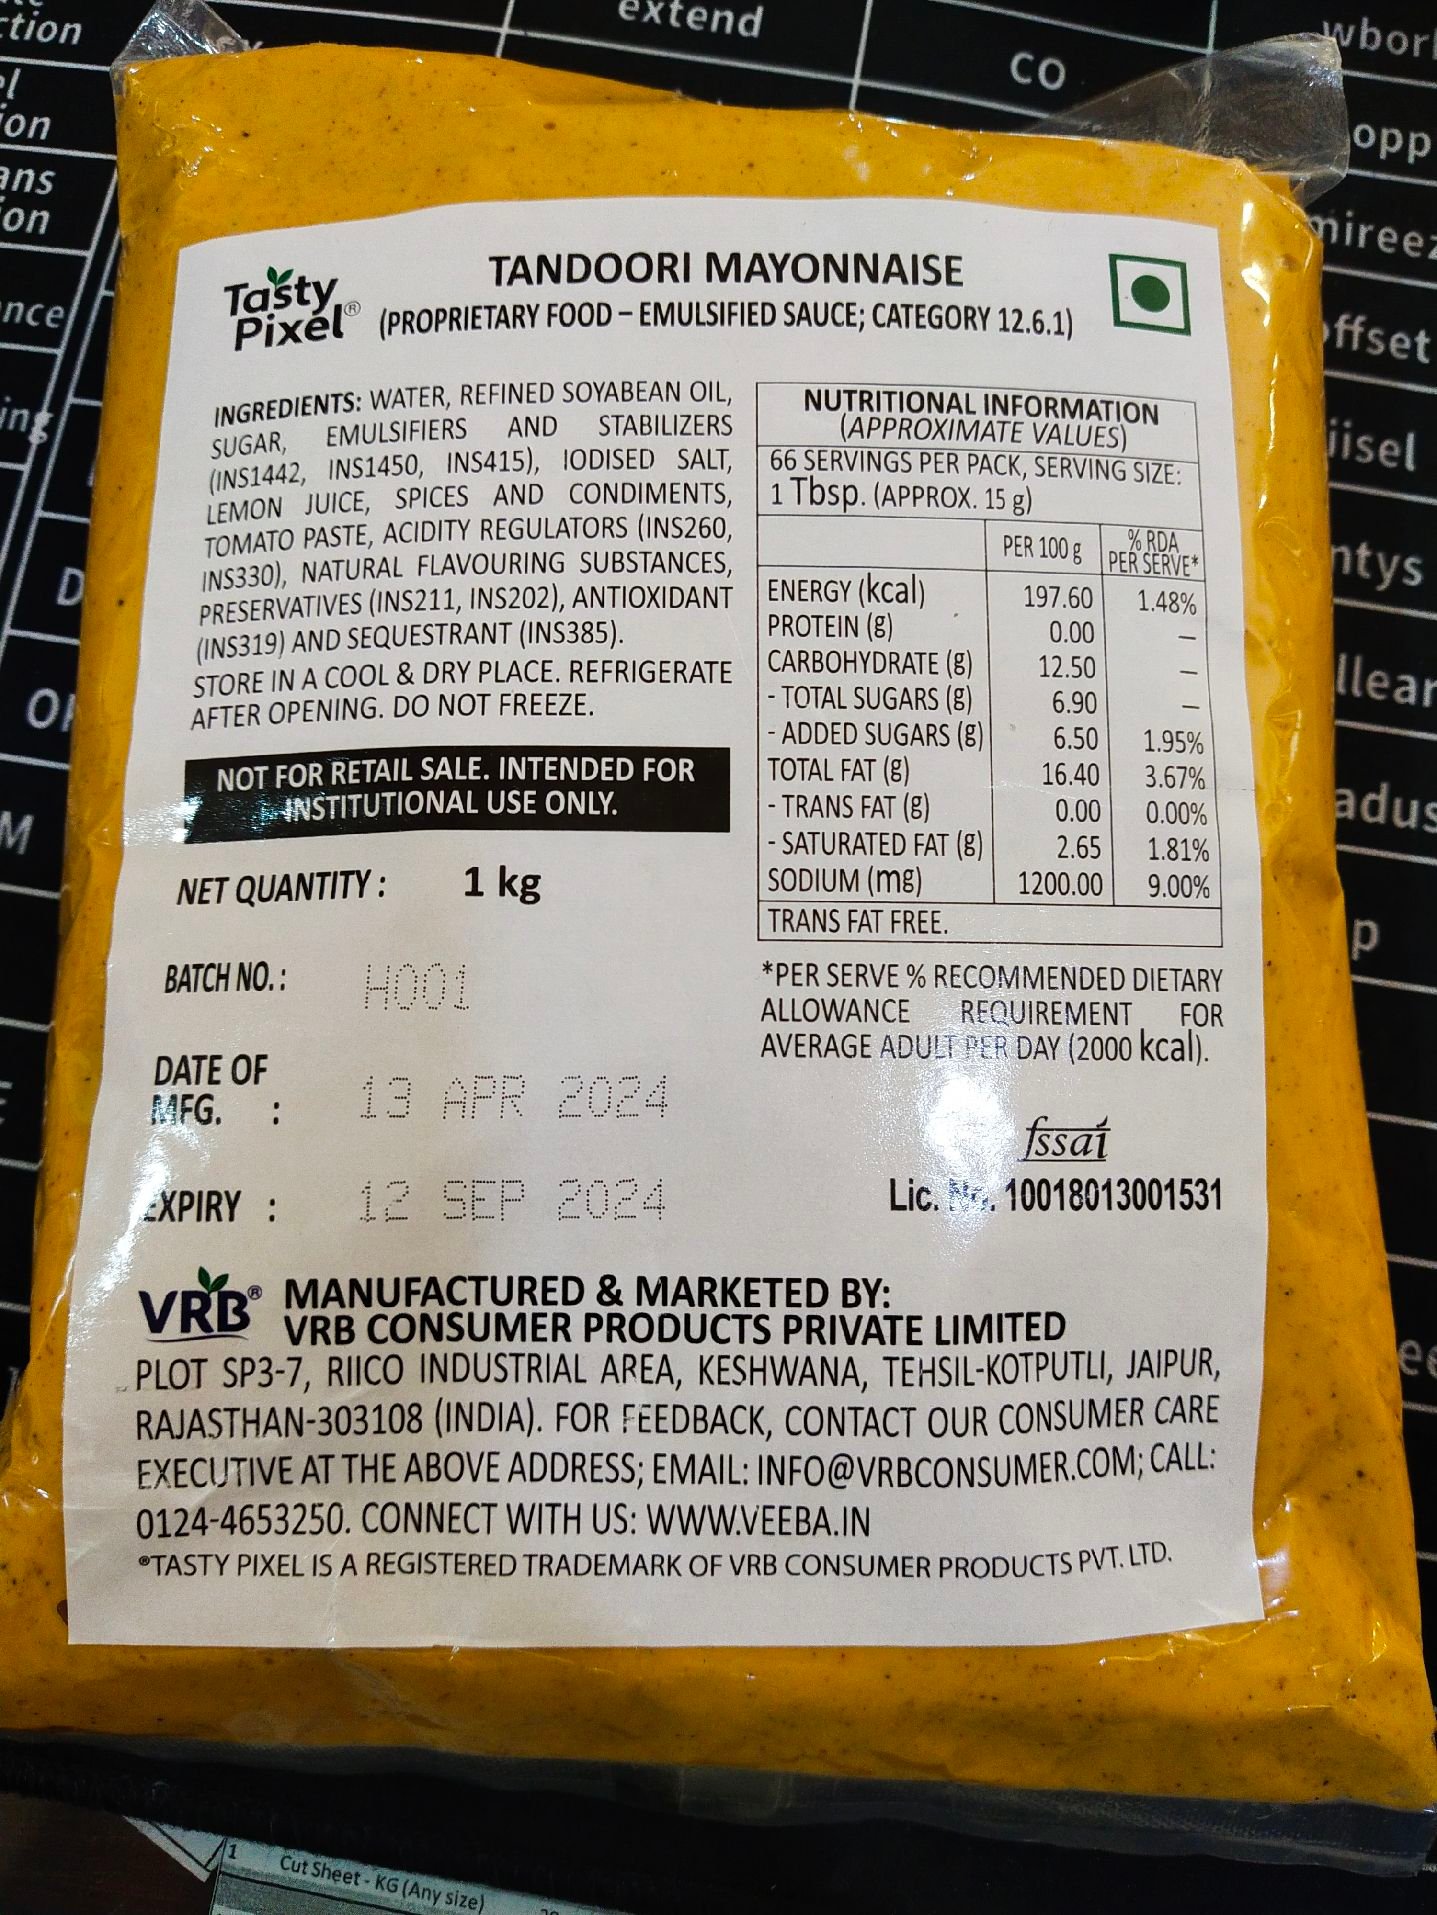 extend
CO
opp
offset
iisel
ntys
adus
ction
ion
ans
ion
nce
ing
Tasty
Pixel®
TANDOORI MAYONNAISE
(PROPRIETARY FOOD – EMULSIFIED SAUCE; CATEGORY 12.6.1)
INGREDIENTS: WATER, REFINED SOYABEAN OIL,
SUGAR, EMULSIFIERS AND STABILIZERS
(INS1442, INS1450, INS415), IODISED SALT,
LEMON JUICE, SPICES AND CONDIMENTS,
TOMATO PASTE, ACIDITY REGULATORS (INS260,
INS330), NATURAL FLAVOURING SUBSTANCES,
PRESERVATIVES (INS211, INS202), ANTIOXIDANT
(INS319) AND SEQUESTRANT (INS385).
STORE IN A COOL & DRY PLACE. REFRIGERATE
AFTER OPENING. DO NOT FREEZE.
NOT FOR RETAIL SALE. INTENDED FOR
INSTITUTIONAL USE ONLY.
NET QUANTITY : 1 kg
BATCH NO. : H001
DATE OF
MFG. : 13 APR 2024
EXPIRY : 12 SEP 2024
NUTRITIONAL INFORMATION
(APPROXIMATE VALUES)
66 SERVINGS PER PACK, SERVING SIZE:
1 Tbsp. (APPROX. 15 g)
PER 100 g % RDA PER SERVE*
ENERGY (kcal) 197.60 1.48%
PROTEIN (g) 0.00 –
CARBOHYDRATE (g) 12.50 –
- TOTAL SUGARS (g) 6.90 –
- ADDED SUGARS (g) 6.50 1.95%
TOTAL FAT (g) 16.40 3.67%
- TRANS FAT (g) 0.00 0.00%
- SATURATED FAT (g) 2.65 1.81%
SODIUM (mg) 1200.00 9.00%
TRANS FAT FREE.
*PER SERVE % RECOMMENDED DIETARY
ALLOWANCE REQUIREMENT FOR
AVERAGE ADULT PER DAY (2000 kcal).
fssai
Lic. No. 10018013001531
VRB®
MANUFACTURED & MARKETED BY:
VRB CONSUMER PRODUCTS PRIVATE LIMITED
PLOT SP3-7, RIICO INDUSTRIAL AREA, KESHWANA, TEHSIL-KOTPUTLI, JAIPUR,
RAJASTHAN-303108 (INDIA). FOR FEEDBACK, CONTACT OUR CONSUMER CARE
EXECUTIVE AT THE ABOVE ADDRESS; EMAIL: INFO@VRBCONSUMER.COM; CALL:
0124-4653250. CONNECT WITH US: WWW.VEEBA.IN
®TASTY PIXEL IS A REGISTERED TRADEMARK OF VRB CONSUMER PRODUCTS PVT. LTD.
1 Cut Sheet - KG (Any size)